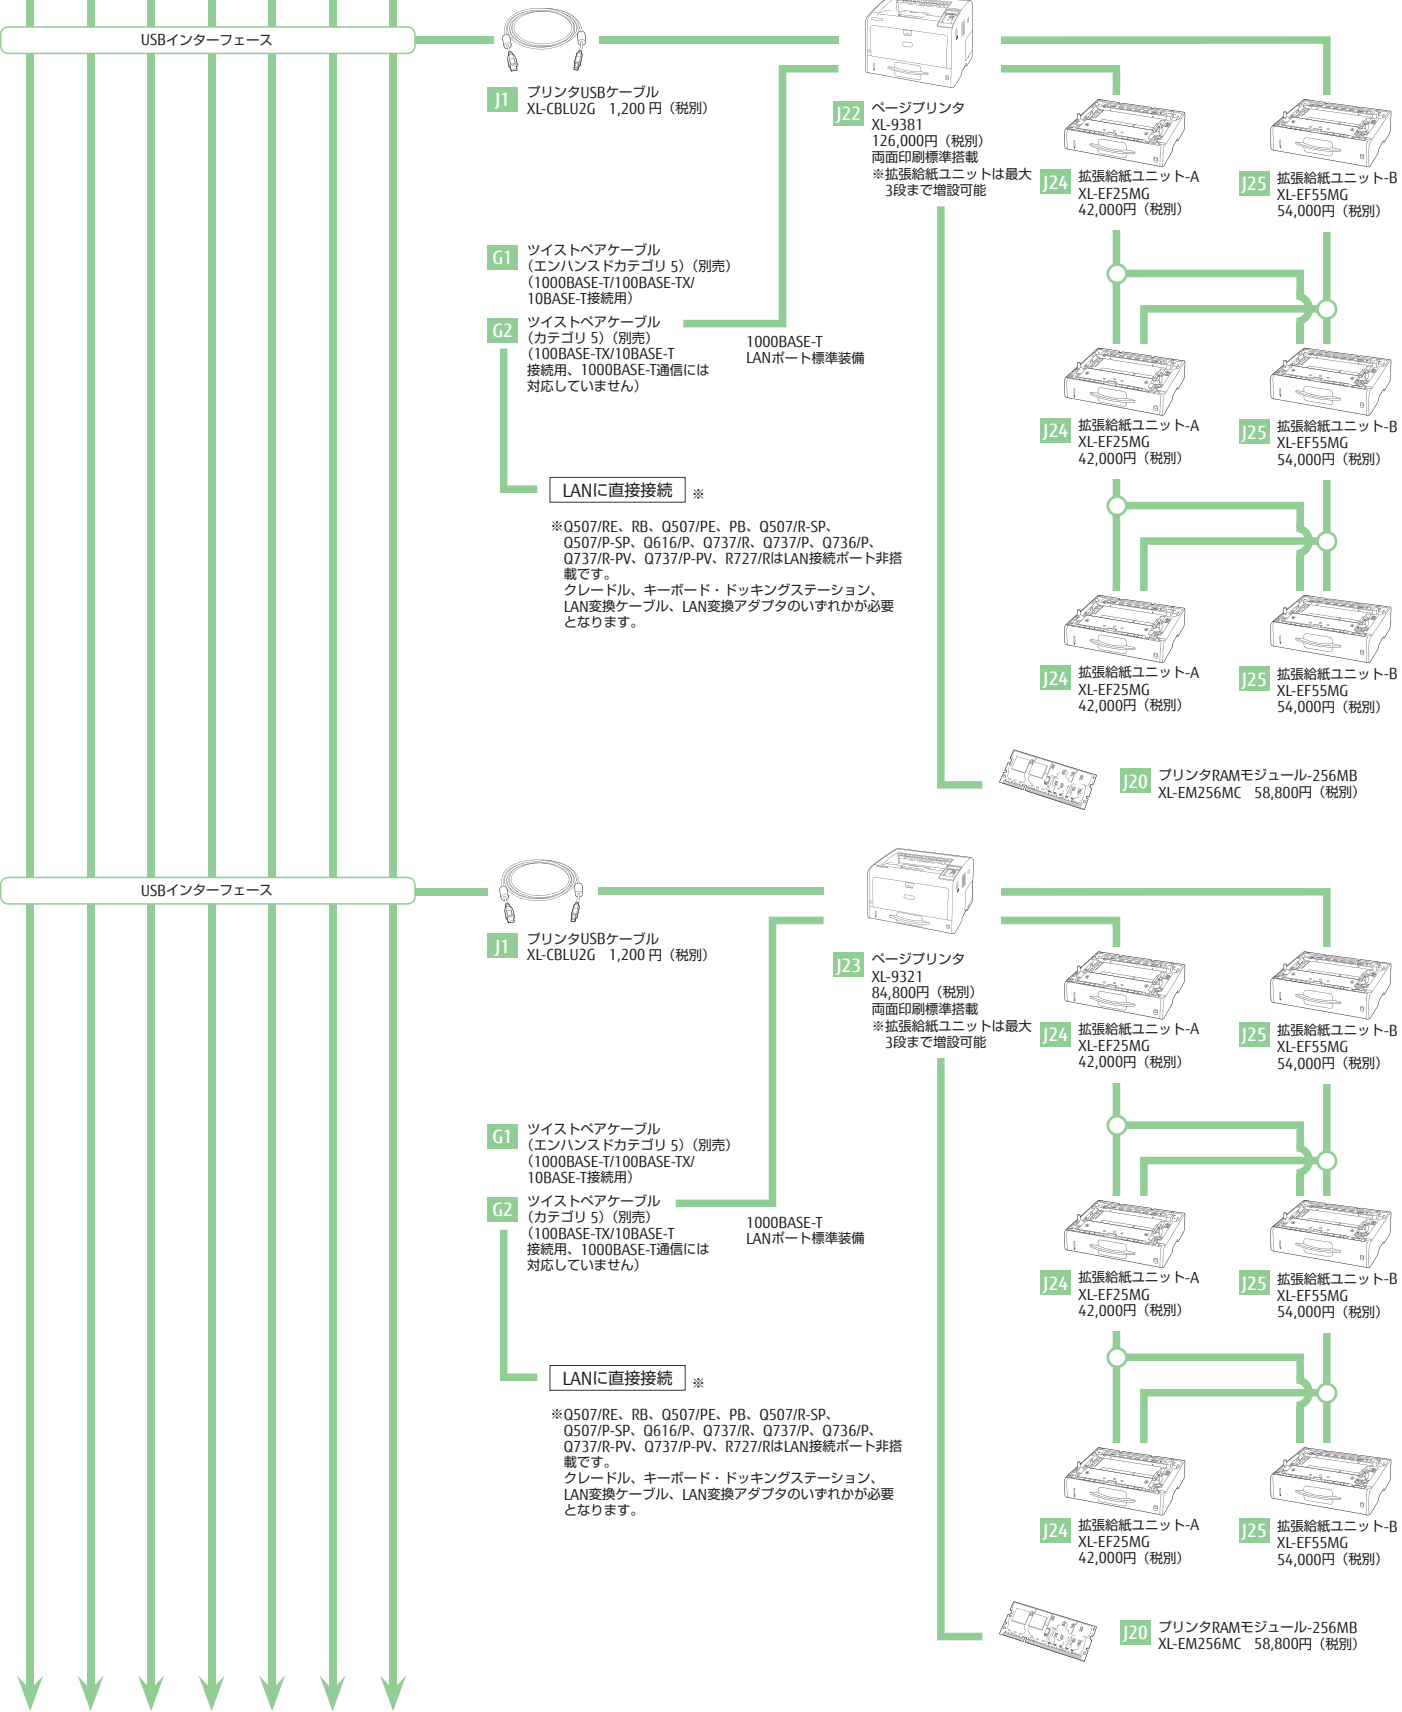 USBインターフェース
J1
プリンタUSBケーブル
XL-CBLU2G 1,200 円（税別）
J22
ページプリンタ
XL-9381
126,000円（税別）
両面印刷標準搭載
※拡張給紙ユニットは最大
3段まで増設可能
J24
拡張給紙ユニット-A
XL-EF25MG
42,000円（税別）
J25
拡張給紙ユニット-B
XL-EF55MG
54,000円（税別）
G1
ツイストペアケーブル
（エンハンスドカテゴリ 5）（別売）
（1000BASE-T/100BASE-TX/
10BASE-T接続用）
G2
ツイストペアケーブル
（カテゴリ 5）（別売）
（100BASE-TX/10BASE-T
接続用、1000BASE-T通信には
対応していません）
1000BASE-T
LANポート標準装備
J24
拡張給紙ユニット-A
XL-EF25MG
42,000円（税別）
J25
拡張給紙ユニット-B
XL-EF55MG
54,000円（税別）
LANに直接接続 ※
※Q507/RE、RB、Q507/PE、PB、Q507/R-SP、
Q507/P-SP、Q616/P、Q737/R、Q737/P、Q736/P、
Q737/R-PV、Q737/P-PV、R727/RはLAN接続ポート非搭
載です。
クレードル、キーボード・ドッキングステーション、
LAN変換ケーブル、LAN変換アダプタのいずれかが必要
となります。
J24
拡張給紙ユニット-A
XL-EF25MG
42,000円（税別）
J25
拡張給紙ユニット-B
XL-EF55MG
54,000円（税別）
J20
プリンタRAMモジュール-256MB
XL-EM256MC 58,800円（税別）
USBインターフェース
J1
プリンタUSBケーブル
XL-CBLU2G 1,200 円（税別）
J23
ページプリンタ
XL-9321
84,800円（税別）
両面印刷標準搭載
※拡張給紙ユニットは最大
3段まで増設可能
J24
拡張給紙ユニット-A
XL-EF25MG
42,000円（税別）
J25
拡張給紙ユニット-B
XL-EF55MG
54,000円（税別）
G1
ツイストペアケーブル
（エンハンスドカテゴリ 5）（別売）
（1000BASE-T/100BASE-TX/
10BASE-T接続用）
G2
ツイストペアケーブル
（カテゴリ 5）（別売）
（100BASE-TX/10BASE-T
接続用、1000BASE-T通信には
対応していません）
1000BASE-T
LANポート標準装備
J24
拡張給紙ユニット-A
XL-EF25MG
42,000円（税別）
J25
拡張給紙ユニット-B
XL-EF55MG
54,000円（税別）
LANに直接接続 ※
※Q507/RE、RB、Q507/PE、PB、Q507/R-SP、
Q507/P-SP、Q616/P、Q737/R、Q737/P、Q736/P、
Q737/R-PV、Q737/P-PV、R727/RはLAN接続ポート非搭
載です。
クレードル、キーボード・ドッキングステーション、
LAN変換ケーブル、LAN変換アダプタのいずれかが必要
となります。
J24
拡張給紙ユニット-A
XL-EF25MG
42,000円（税別）
J25
拡張給紙ユニット-B
XL-EF55MG
54,000円（税別）
J20
プリンタRAMモジュール-256MB
XL-EM256MC 58,800円（税別）